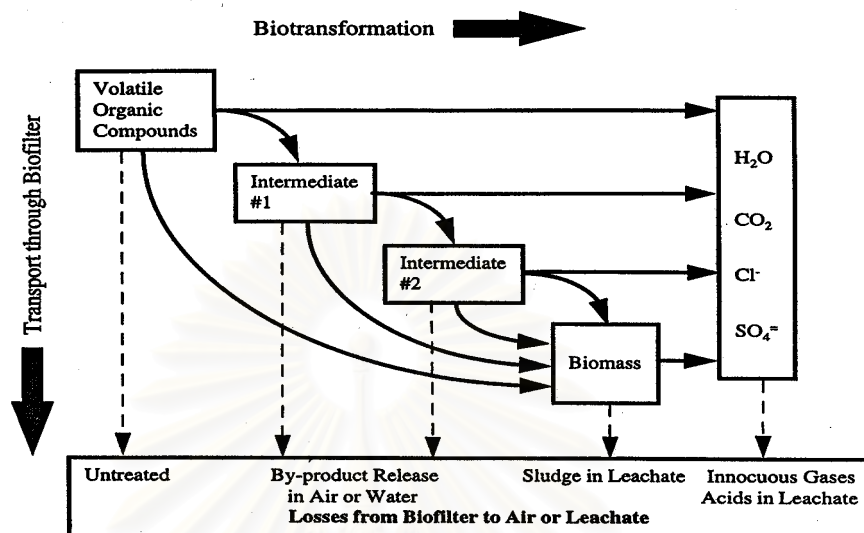 Biotransformation
Volatile
Organic
Compounds
Transport through Biofilter
Intermediate
#1
Intermediate
#2
Biomass
H₂O
CO₂
Cl⁻
SO₄⁼
Untreated
By-product Release
in Air or Water
Sludge in Leachate
Innocuous Gases
Acids in Leachate
Losses from Biofilter to Air or Leachate